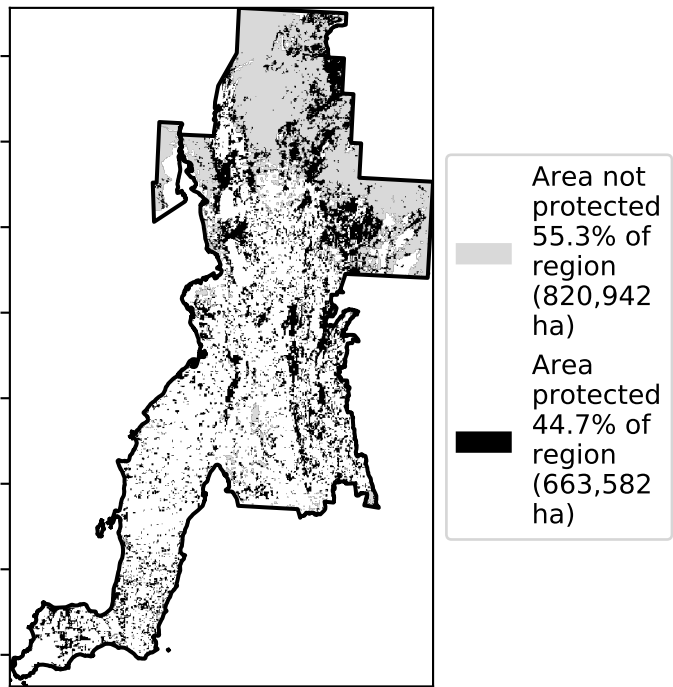 Area not
protected
55.3% of
region
(820,942
ha)
Area
protected
44.7% of
region
(663,582
ha)